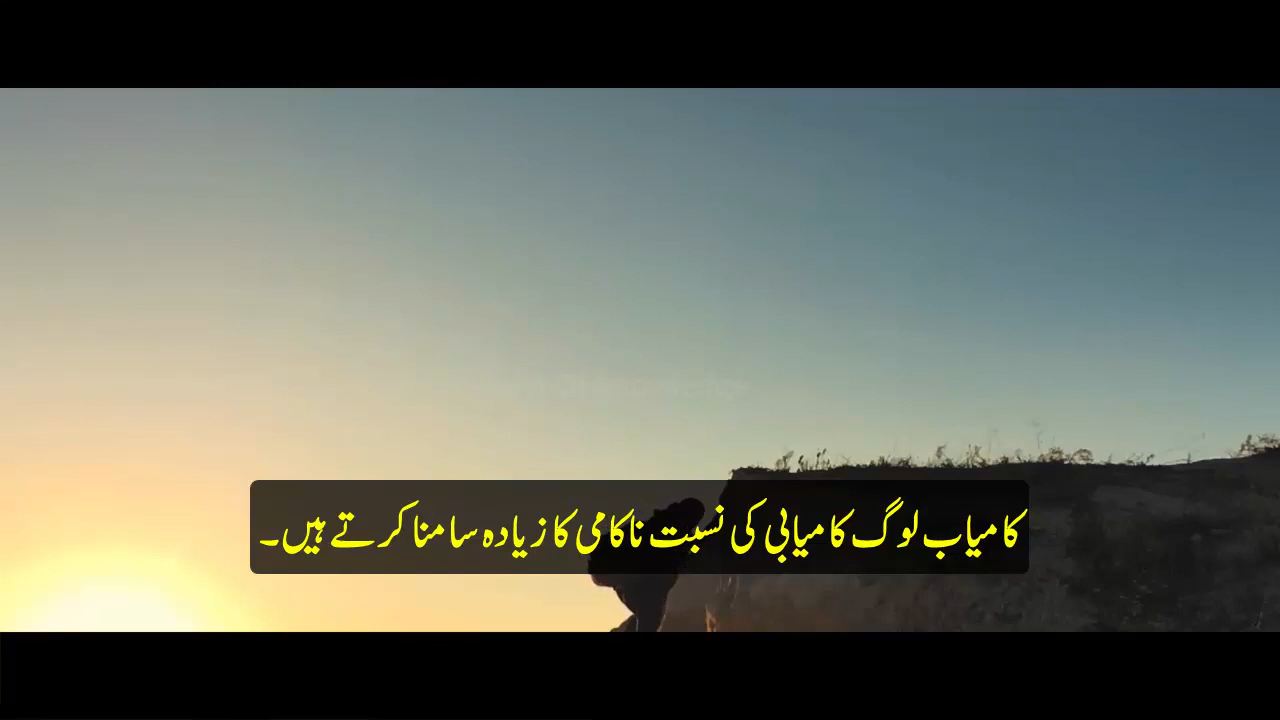 کامیاب لوگ کامیابی کی نسبت ناکامی کا زیادہ سامنا کرتے ہیں۔